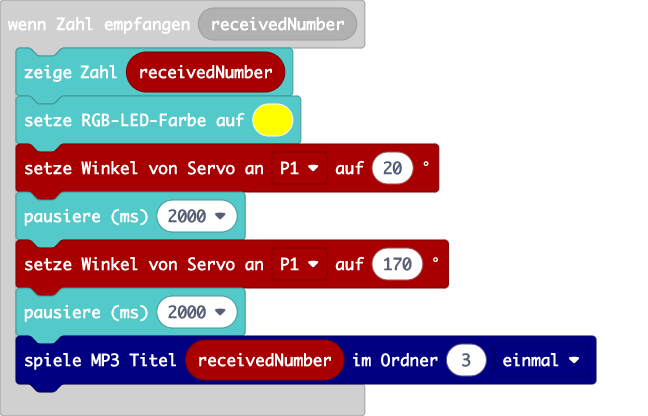 wenn Zahl empfangen receivedNumber
zeige Zahl receivedNumber
setze RGB-LED-Farbe auf
setze Winkel von Servo an P1 auf 20 °
pausiere (ms) 2000
setze Winkel von Servo an P1 auf 170 °
pausiere (ms) 2000
spiele MP3 Titel receivedNumber im Ordner 3 einmal